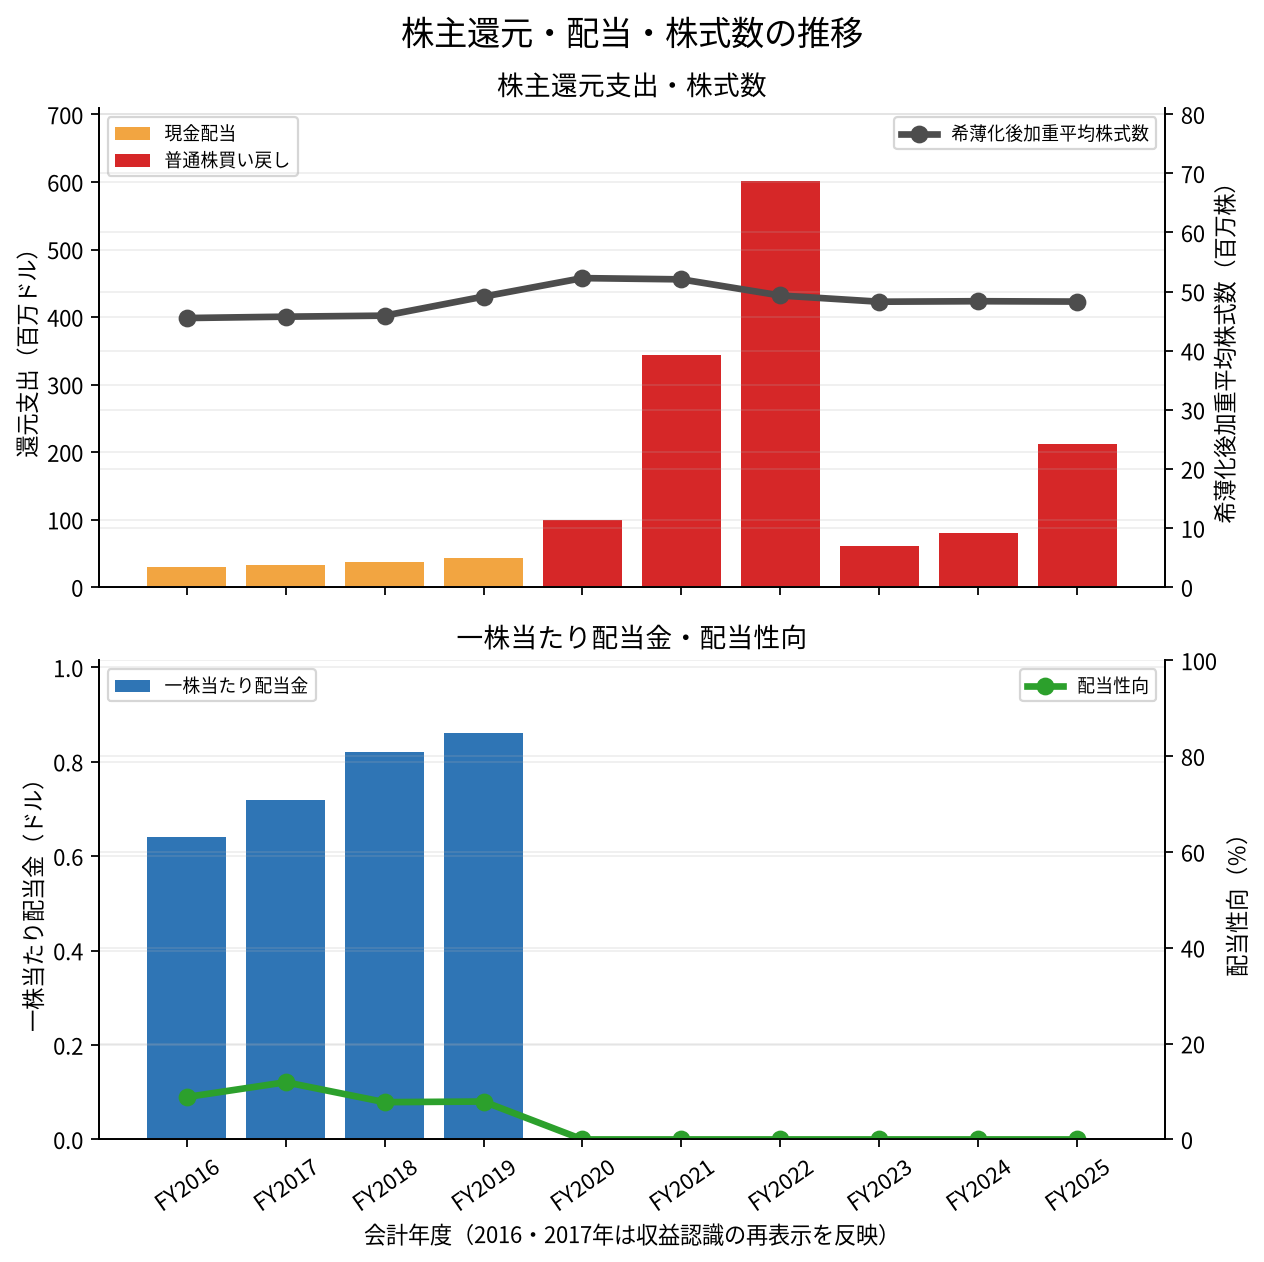 株主還元・配当・株式数の推移
株主還元支出・株式数
現金配当
普通株買い戻し
希薄化後加重平均株式数
700
600
500
400
300
200
100
0
還元支出（百万ドル）
80
70
60
50
40
30
20
10
0
希薄化後加重平均株式数（百万株）
一株当たり配当金・配当性向
一株当たり配当金
配当性向
1.0
0.8
0.6
0.4
0.2
0.0
一株当たり配当金（ドル）
100
80
60
40
20
0
配当性向（%）
FY2016
FY2017
FY2018
FY2019
FY2020
FY2021
FY2022
FY2023
FY2024
FY2025
会計年度（2016・2017年は収益認識の再表示を反映）